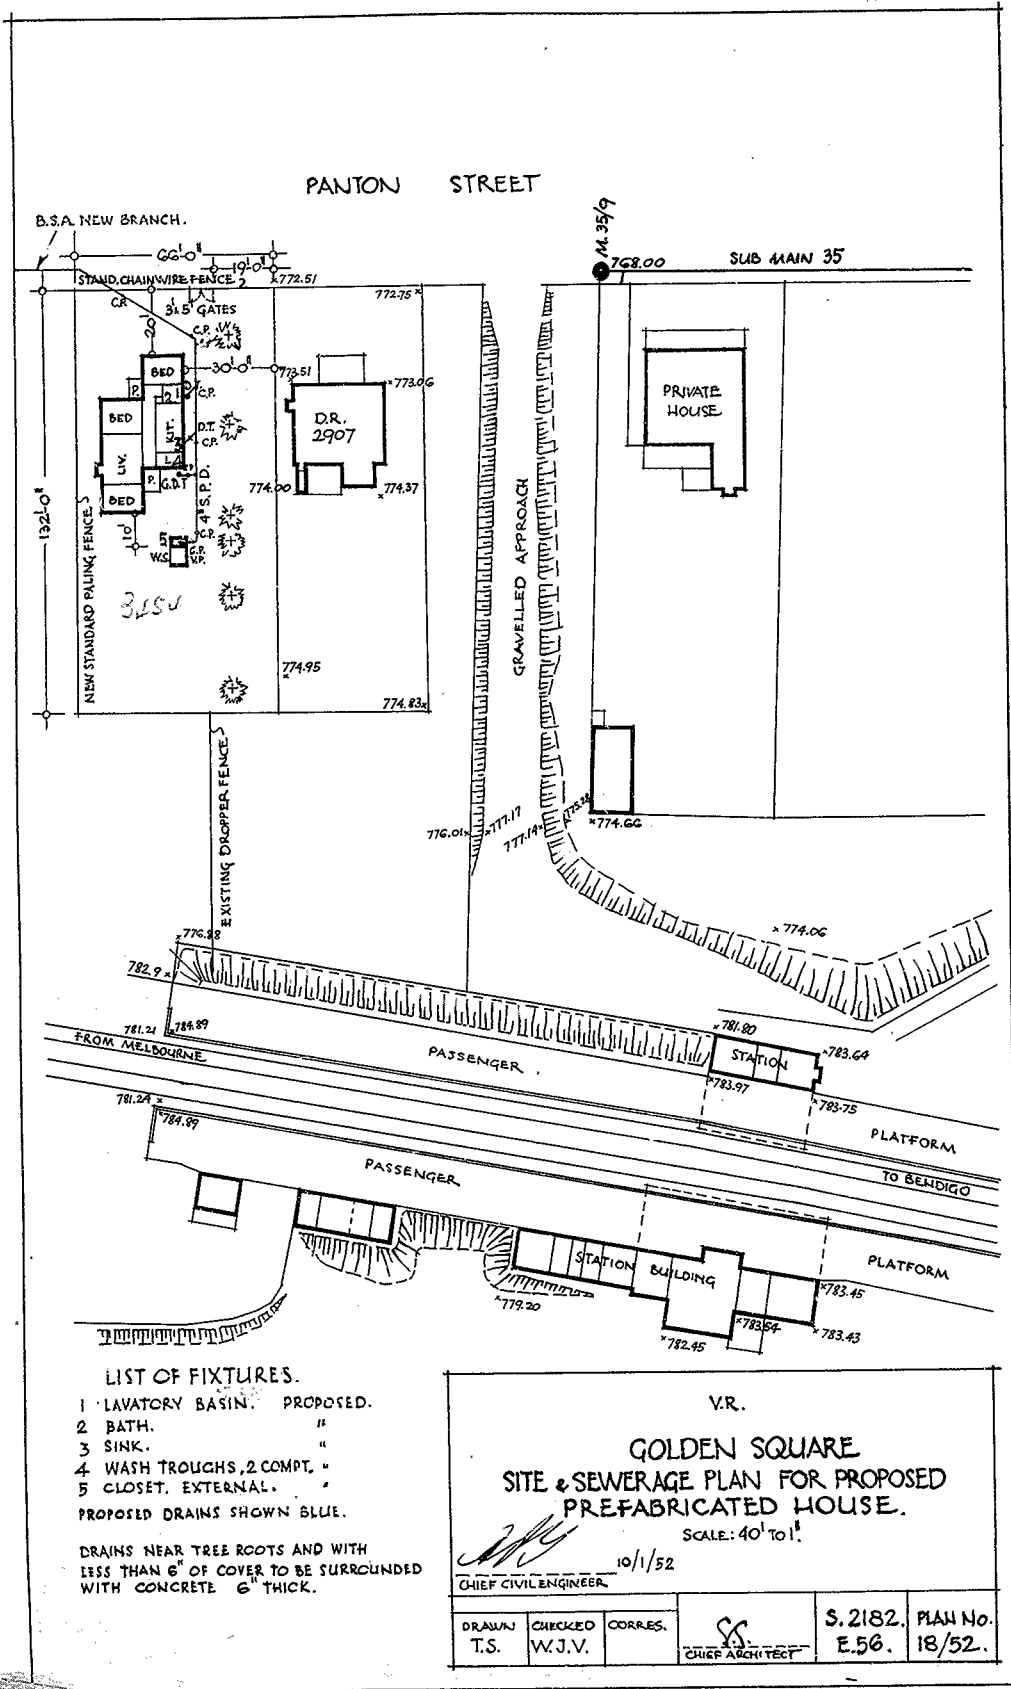 PANTON STREET
B.S.A. NEW BRANCH.
66'-0"
19'-0"
STAND. CHAINWIRE FENCE
772.51
C.P.
3'&5' GATES
20'
C.P.
772.75
M.35/9
768.00
SUB MAIN 35
BED
30'-0"
773.51
773.06
P.
2
1
C.P.
BED
KIT.
D.T.
C.P.
D.R.
2907
PRIVATE
HOUSE
LIV.
L
4
P.
G.D.T
774.00
774.37
BED
4" S.P.D.
132'-0"
10'
C.P.
5
W.S.
C.P.
V.P.
NEW STANDARD PALING FENCE
GRAVELLED APPROACH
774.95
774.83
EXISTING DROPPER FENCE
776.01
777.17
777.14
775.28
774.66
776.88
774.06
782.9
781.21
784.89
781.80
FROM MELBOURNE
PASSENGER
STATION
783.64
783.97
783.75
781.24
784.89
PLATFORM
PASSENGER
TO BENDIGO
STATION BUILDING
PLATFORM
779.20
783.45
783.54
783.43
782.45
LIST OF FIXTURES.
1 LAVATORY BASIN. PROPOSED.
2 BATH. "
3 SINK. "
4 WASH TROUGHS, 2 COMPT. "
5 CLOSET. EXTERNAL. "
PROPOSED DRAINS SHOWN BLUE.
DRAINS NEAR TREE ROOTS AND WITH
LESS THAN 6" OF COVER TO BE SURROUNDED
WITH CONCRETE 6" THICK.
V.R.
GOLDEN SQUARE
SITE & SEWERAGE PLAN FOR PROPOSED
PREFABRICATED HOUSE.
SCALE: 40' TO 1".
10/1/52
CHIEF CIVIL ENGINEER
DRAWN
T.S.
CHECKED
W.J.V.
CORRES.
CHIEF ARCHITECT
S. 2182.
E.56.
PLAN No.
18/52.